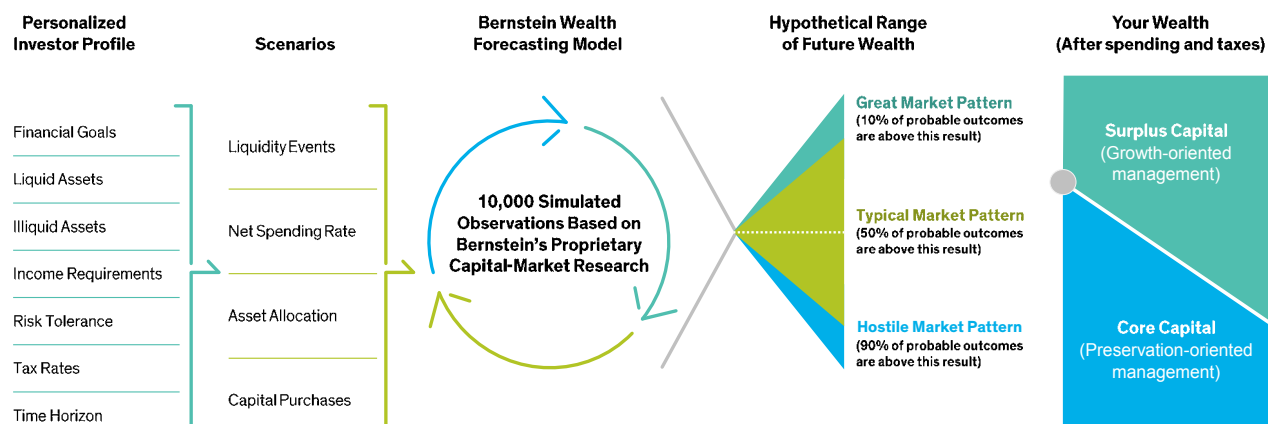 Personalized
Investor Profile
Financial Goals
Liquid Assets
Illiquid Assets
Income Requirements
Risk Tolerance
Tax Rates
Time Horizon
Scenarios
Liquidity Events
Net Spending Rate
Asset Allocation
Capital Purchases
Bernstein Wealth
Forecasting Model
10,000 Simulated
Observations Based on
Bernstein's Proprietary
Capital-Market Research
Hypothetical Range
of Future Wealth
Great Market Pattern
(10% of probable outcomes
are above this result)
Typical Market Pattern
(50% of probable outcomes
are above this result)
Hostile Market Pattern
(90% of probable outcomes
are above this result)
Your Wealth
(After spending and taxes)
Surplus Capital
(Growth-oriented
management)
Core Capital
(Preservation-oriented
management)